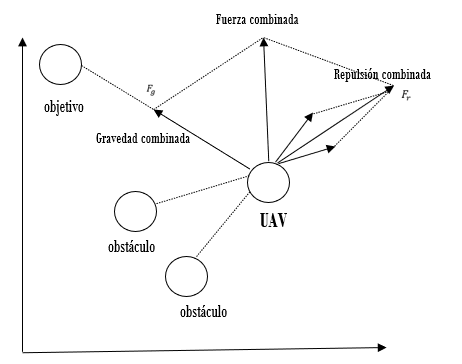 Fuerza combinada
Repulsión combinada
objetivo
F_g
F_r
Gravedad combinada
UAV
obstáculo
obstáculo